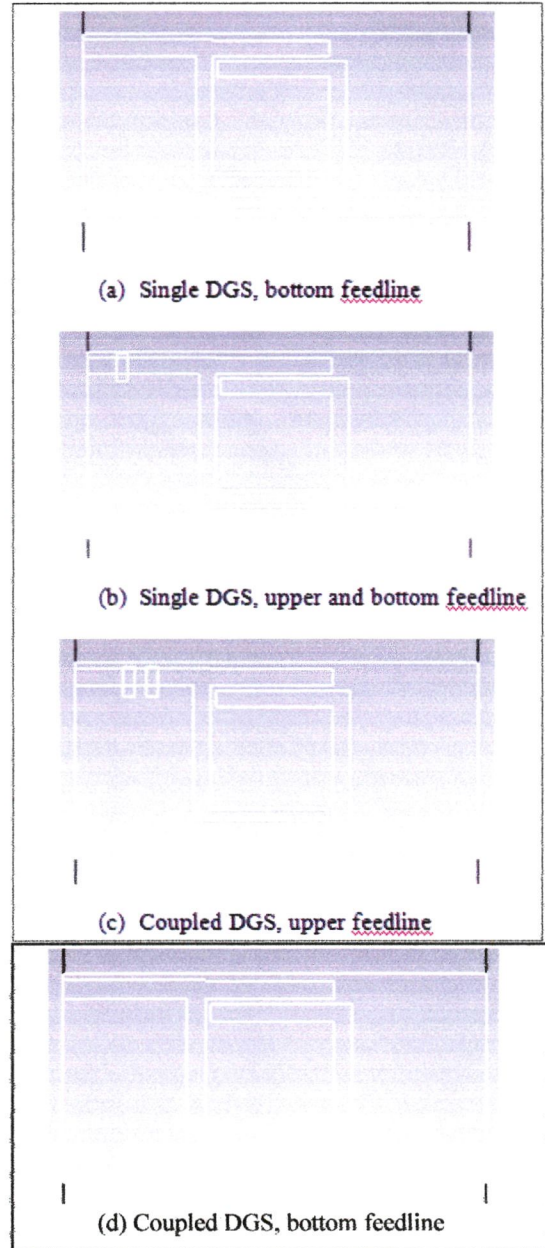 (a) Single DGS, bottom feedline
(b) Single DGS, upper and bottom feedline
(c) Coupled DGS, upper feedline
(d) Coupled DGS, bottom feedline